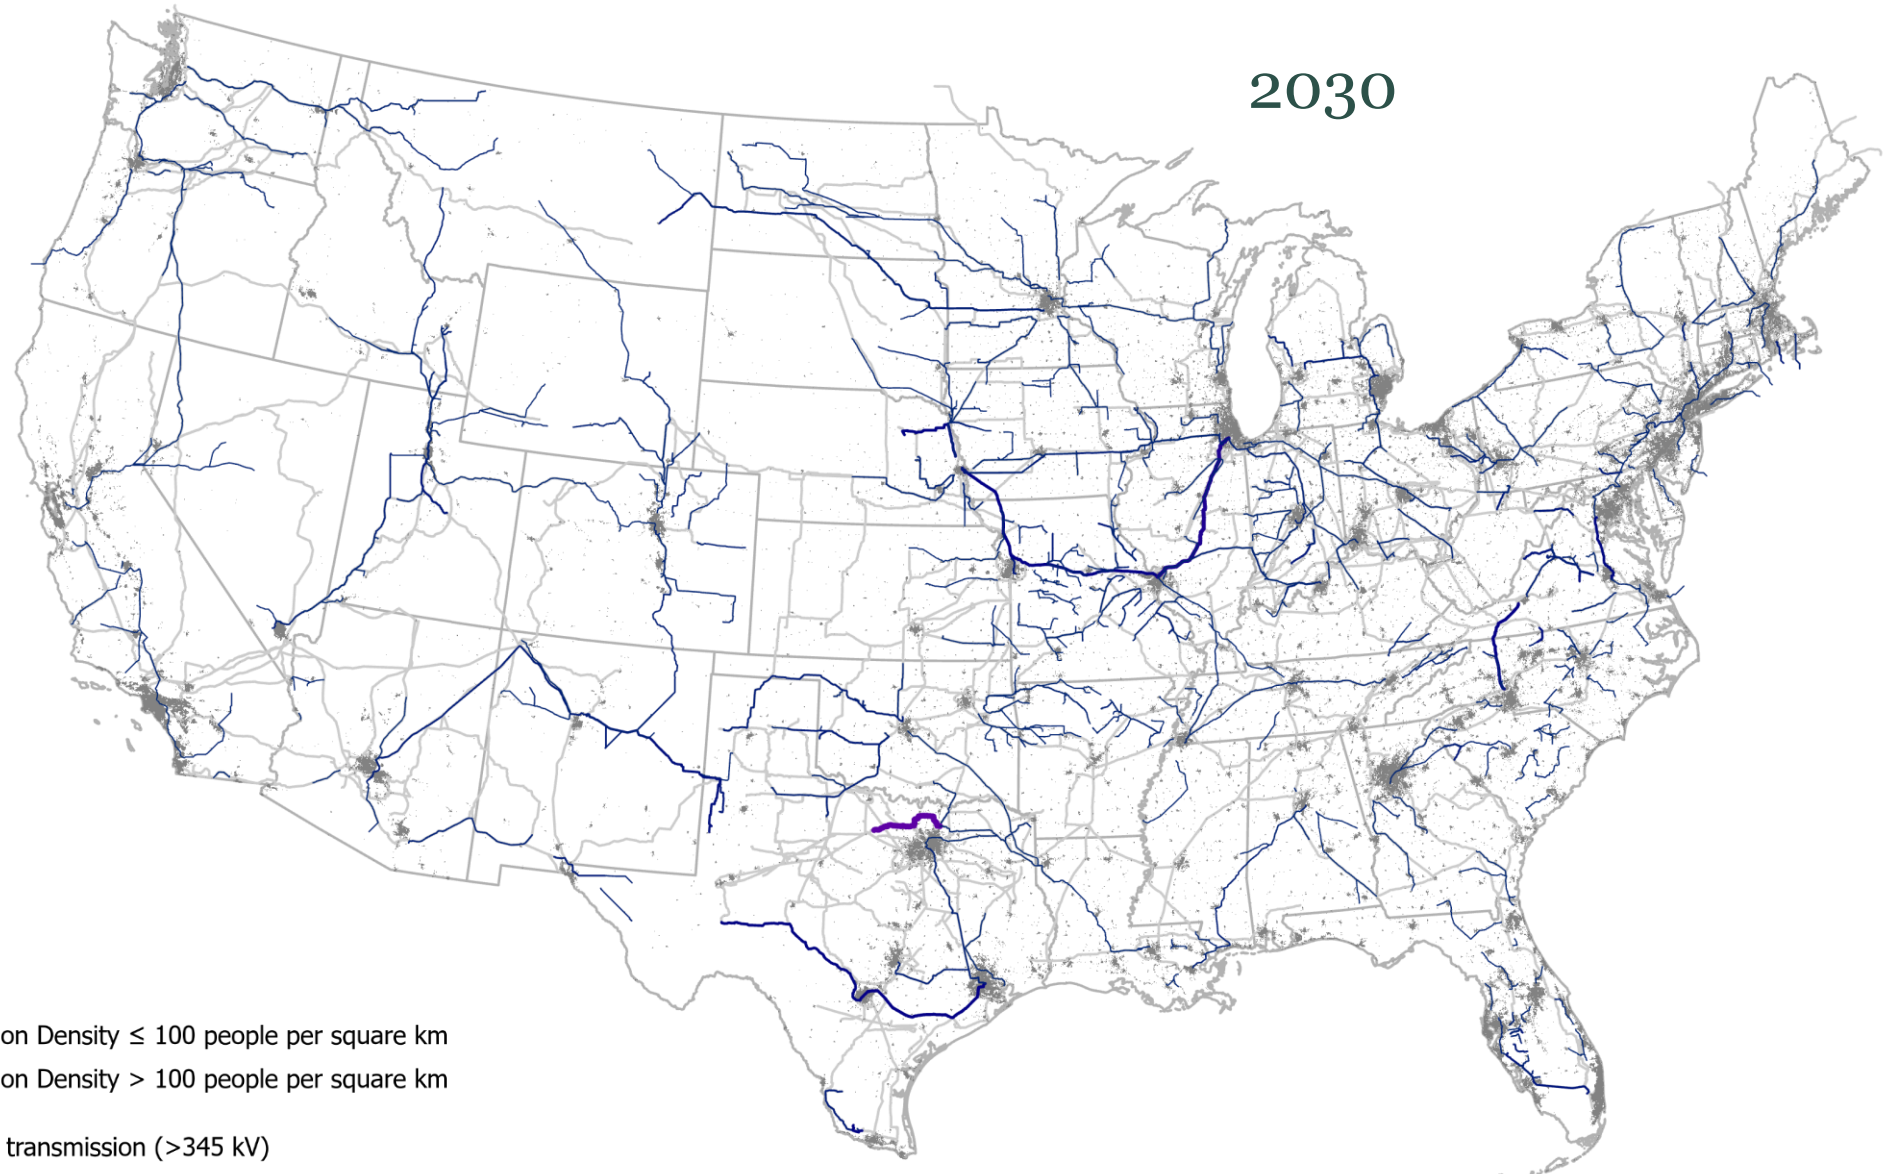 2030
on Density ≤ 100 people per square km
on Density > 100 people per square km
transmission (>345 kV)